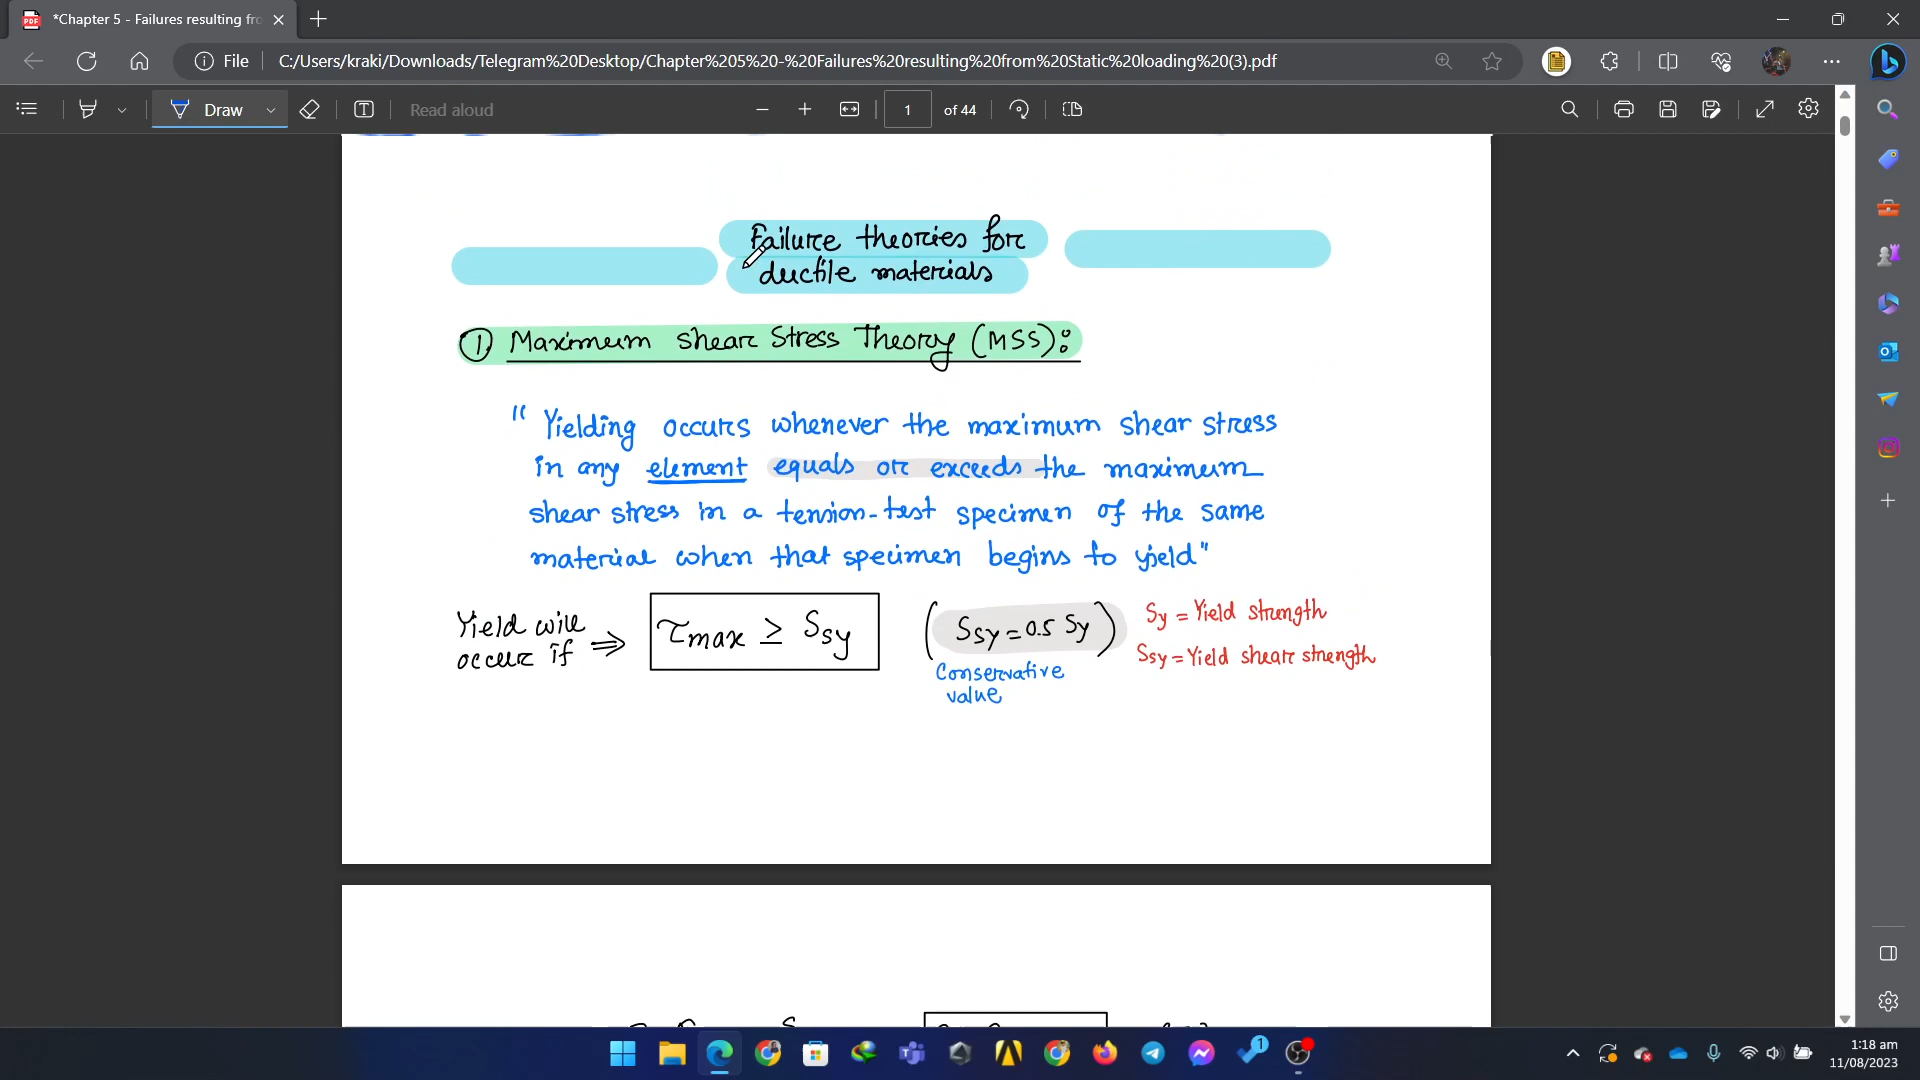 *Chapter 5 - Failures resulting fro
File
C:/Users/kraki/Downloads/Telegram%20Desktop/Chapter%205%20-%20Failures%20resulting%20from%20Static%20loading%20(3).pdf
Draw
Read aloud
1 of 44
Failure theories for
ductile materials
① Maximum Shear Stress Theory (MSS):
" Yielding occurs whenever the maximum shear stress
in any element equals or exceeds the maximum
shear stress in a tension-test specimen of the same
material when that specimen begins to yield"
Yield will
occur if ⇒ τmax ≥ Ssy (Ssy = 0.5 Sy)
Conservative
value
Sy = Yield strength
Ssy = Yield shear strength
1
1:18 am
11/08/2023